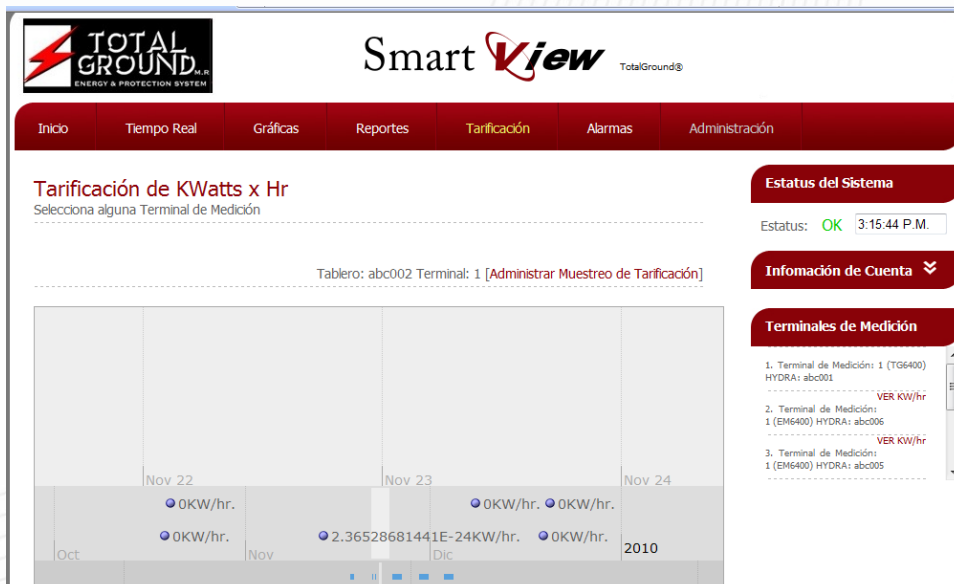 TOTAL
GROUND M.R
ENERGY & PROTECTION SYSTEM
Smart View TotalGround®
Inicio Tiempo Real Gráficas Reportes Tarificación Alarmas Administración
Tarificación de KWatts x Hr
Selecciona alguna Terminal de Medición
Tablero: abc002 Terminal: 1 [Administrar Muestreo de Tarificación]
Nov 22 Nov 23 Nov 24
0KW/hr. 0KW/hr. 0KW/hr.
0KW/hr. 2.36528681441E-24KW/hr. 0KW/hr.
Oct Nov Dic 2010
Estatus del Sistema
Estatus: OK 3:15:44 P.M.
Infomación de Cuenta
Terminales de Medición
1. Terminal de Medición: 1 (TG6400)
HYDRA: abc001
VER KW/hr
2. Terminal de Medición:
1 (EM6400) HYDRA: abc006
VER KW/hr
3. Terminal de Medición:
1 (EM6400) HYDRA: abc005